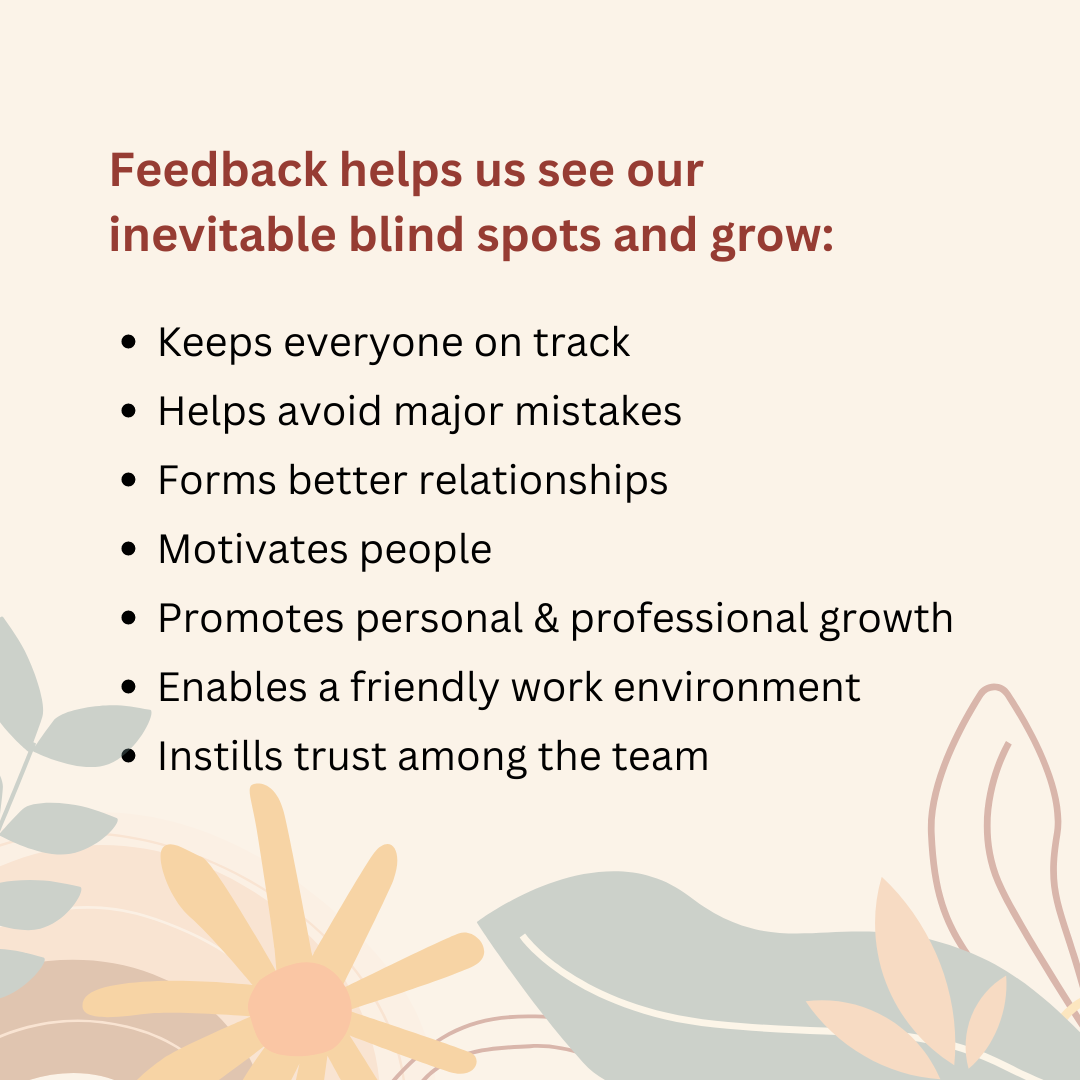 Feedback helps us see our
inevitable blind spots and grow:
• Keeps everyone on track
• Helps avoid major mistakes
• Forms better relationships
• Motivates people
• Promotes personal & professional growth
• Enables a friendly work environment
• Instills trust among the team